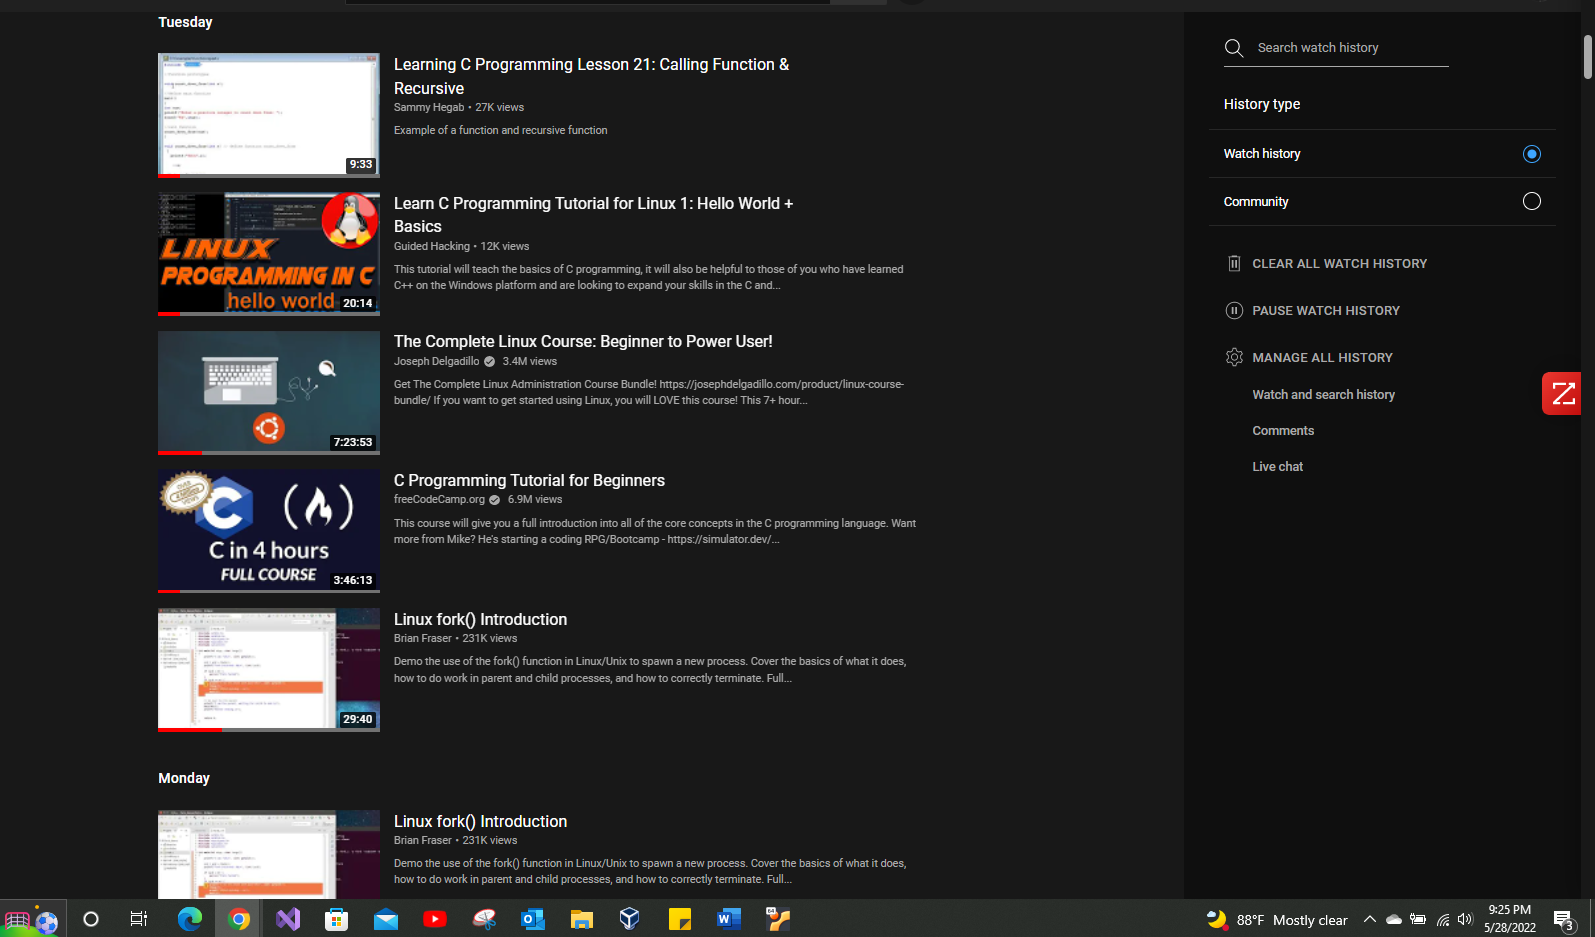 Tuesday
9:33
Learning C Programming Lesson 21: Calling Function &
Recursive
Sammy Hegab • 27K views
Example of a function and recursive function
LINUX
PROGRAMMING IN C
hello world
20:14
Learn C Programming Tutorial for Linux 1: Hello World +
Basics
Guided Hacking • 12K views
This tutorial will teach the basics of C programming, it will also be helpful to those of you who have learned
C++ on the Windows platform and are looking to expand your skills in the C and...
7:23:53
The Complete Linux Course: Beginner to Power User!
Joseph Delgadillo 3.4M views
Get The Complete Linux Administration Course Bundle! https://josephdelgadillo.com/product/linux-course-
bundle/ If you want to get started using Linux, you will LOVE this course! This 7+ hour...
C
C in 4 hours
FULL COURSE
3:46:13
C Programming Tutorial for Beginners
freeCodeCamp.org 6.9M views
This course will give you a full introduction into all of the core concepts in the C programming language. Want
more from Mike? He's starting a coding RPG/Bootcamp - https://simulator.dev/...
29:40
Linux fork() Introduction
Brian Fraser • 231K views
Demo the use of the fork() function in Linux/Unix to spawn a new process. Cover the basics of what it does,
how to do work in parent and child processes, and how to correctly terminate. Full...
Monday
Linux fork() Introduction
Brian Fraser • 231K views
Demo the use of the fork() function in Linux/Unix to spawn a new process. Cover the basics of what it does,
how to do work in parent and child processes, and how to correctly terminate. Full...
Search watch history
History type
Watch history
Community
CLEAR ALL WATCH HISTORY
PAUSE WATCH HISTORY
MANAGE ALL HISTORY
Watch and search history
Comments
Live chat
88°F Mostly clear
9:25 PM
5/28/2022
3